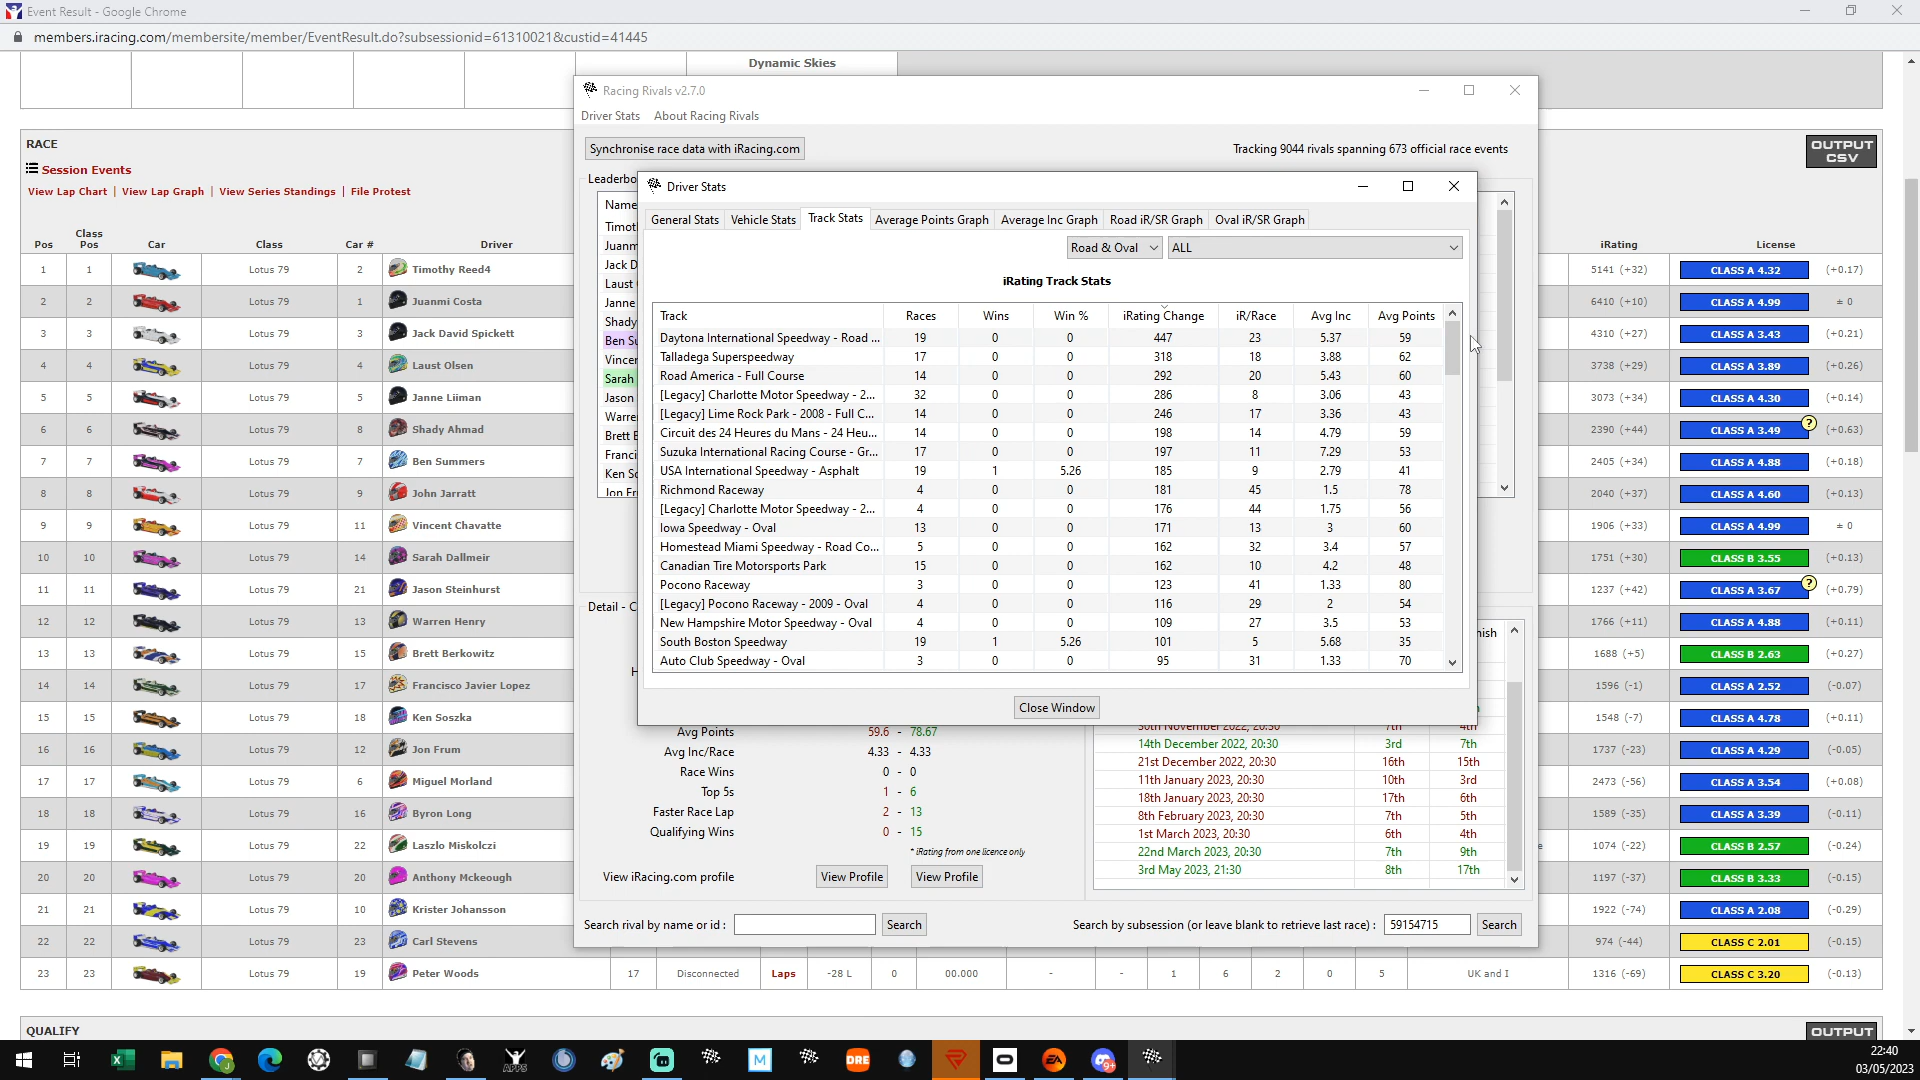 Event Result - Google Chrome
members.iracing.com/membersite/member/EventResult.do?subsessionid=61310021&custid=41445
Dynamic Skies
RACE
Session Events
View Lap Chart | View Lap Graph | View Series Standings | File Protest
OUTPUT CSV
Pos Class Pos Car Class Car # Driver iRating License
1 1 Lotus 79 2 Timothy Reed4 5141 (+32) CLASS A 4.32 (+0.17)
2 2 Lotus 79 1 Juanmi Costa 6410 (+10) CLASS A 4.99 ± 0
3 3 Lotus 79 3 Jack David Spickett 4310 (+27) CLASS A 3.43 (+0.21)
4 4 Lotus 79 4 Laust Olsen 3738 (+29) CLASS A 3.89 (+0.26)
5 5 Lotus 79 5 Janne Liiman 3073 (+34) CLASS A 4.30 (+0.14)
6 6 Lotus 79 8 Shady Ahmad 2390 (+44) CLASS A 3.49 ? (+0.63)
7 7 Lotus 79 7 Ben Summers 2405 (+34) CLASS A 4.88 (+0.18)
8 8 Lotus 79 9 John Jarratt 2040 (+37) CLASS A 4.60 (+0.13)
9 9 Lotus 79 11 Vincent Chavatte 1906 (+33) CLASS A 4.99 ± 0
10 10 Lotus 79 14 Sarah Dallmeir 1751 (+30) CLASS B 3.55 (+0.13)
11 11 Lotus 79 21 Jason Steinhurst 1237 (+42) CLASS A 3.67 ? (+0.79)
12 12 Lotus 79 13 Warren Henry 1766 (+11) CLASS A 4.88 (+0.11)
13 13 Lotus 79 15 Brett Berkowitz 1688 (+5) CLASS B 2.63 (+0.27)
14 14 Lotus 79 17 Francisco Javier Lopez 1596 (-1) CLASS A 2.52 (-0.07)
15 15 Lotus 79 18 Ken Soszka 1548 (-7) CLASS A 4.78 (+0.11)
16 16 Lotus 79 12 Jon Frum 1737 (-23) CLASS A 4.29 (-0.05)
17 17 Lotus 79 6 Miguel Morland 2473 (-56) CLASS A 3.54 (+0.08)
18 18 Lotus 79 16 Byron Long 1589 (-35) CLASS A 3.39 (-0.11)
19 19 Lotus 79 22 Laszlo Miskolczi 1074 (-22) CLASS B 2.57 (-0.24)
20 20 Lotus 79 20 Anthony Mckeough 1197 (-37) CLASS B 3.33 (-0.15)
21 21 Lotus 79 10 Krister Johansson 1922 (-74) CLASS A 2.08 (-0.29)
22 22 Lotus 79 23 Carl Stevens 974 (-44) CLASS C 2.01 (-0.15)
23 23 Lotus 79 19 Peter Woods 17 Disconnected Laps -28 L 0 00.000 - - 1 6 2 0 5 UK and I 1316 (-69) CLASS C 3.20 (-0.13)
QUALIFY
OUTPUT
Racing Rivals v2.7.0
Driver Stats About Racing Rivals
Synchronise race data with iRacing.com
Tracking 9044 rivals spanning 673 official race events
Leaderbo
Name
Timot
Juanm
Jack D
Laust
Janne
Shady
Ben Su
Vincer
Sarah
Jason
Warre
Brett E
Franci
Ken So
Jon Fr
Driver Stats
General Stats Vehicle Stats Track Stats Average Points Graph Average Inc Graph Road iR/SR Graph Oval iR/SR Graph
Road & Oval ALL
iRating Track Stats
Track Races Wins Win % iRating Change iR/Race Avg Inc Avg Points
Daytona International Speedway - Road ... 19 0 0 447 23 5.37 59
Talladega Superspeedway 17 0 0 318 18 3.88 62
Road America - Full Course 14 0 0 292 20 5.43 60
[Legacy] Charlotte Motor Speedway - 2... 32 0 0 286 8 3.06 43
[Legacy] Lime Rock Park - 2008 - Full C... 14 0 0 246 17 3.36 43
Circuit des 24 Heures du Mans - 24 Heu... 14 0 0 198 14 4.79 59
Suzuka International Racing Course - Gr... 17 0 0 197 11 7.29 53
USA International Speedway - Asphalt 19 1 5.26 185 9 2.79 41
Richmond Raceway 4 0 0 181 45 1.5 78
[Legacy] Charlotte Motor Speedway - 2... 4 0 0 176 44 1.75 56
Iowa Speedway - Oval 13 0 0 171 13 3 60
Homestead Miami Speedway - Road Co... 5 0 0 162 32 3.4 57
Canadian Tire Motorsports Park 15 0 0 162 10 4.2 48
Pocono Raceway 3 0 0 123 41 1.33 80
[Legacy] Pocono Raceway - 2009 - Oval 4 0 0 116 29 2 54
New Hampshire Motor Speedway - Oval 4 0 0 109 27 3.5 53
South Boston Speedway 19 1 5.26 101 5 5.68 35
Auto Club Speedway - Oval 3 0 0 95 31 1.33 70
Close Window
Detail - C
H
nish
Avg Points 59.6 - 78.67
Avg Inc/Race 4.33 - 4.33
Race Wins 0 - 0
Top 5s 1 - 6
Faster Race Lap 2 - 13
Qualifying Wins 0 - 15
* iRating from one licence only
View iRacing.com profile View Profile View Profile
30th November 2022, 20:30 7th 4th
14th December 2022, 20:30 3rd 7th
21st December 2022, 20:30 16th 15th
11th January 2023, 20:30 10th 3rd
18th January 2023, 20:30 17th 6th
8th February 2023, 20:30 7th 5th
1st March 2023, 20:30 6th 4th
22nd March 2023, 20:30 7th 9th
3rd May 2023, 21:30 8th 17th
Search rival by name or id : Search
Search by subsession (or leave blank to retrieve last race) : 59154715 Search
22:40
03/05/2023